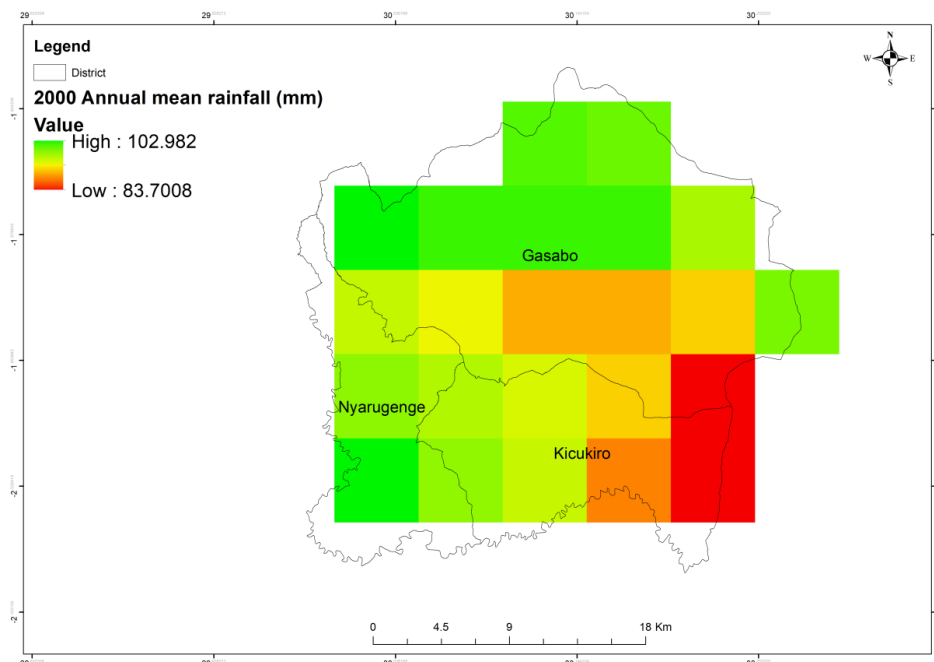 29 29 30 30 30
Legend
District
2000 Annual mean rainfall (mm)
Value
High : 102.982
Low : 83.7008
N
W E
S
-1
-1
Gasabo
-1
Nyarugenge
Kicukiro
-2
-2
0 4.5 9 18 Km